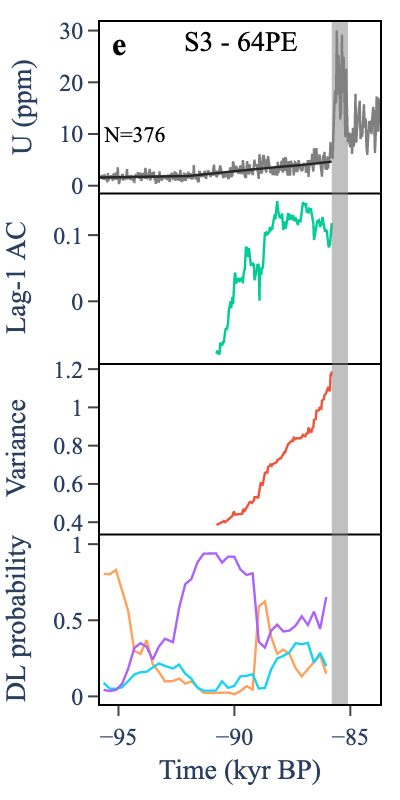 e S3 - 64PE
U (ppm)
30
20
10
0
N=376
Lag-1 AC
0.1
0
Variance
1.2
1
0.8
0.6
0.4
DL probability
1
0.5
0
−95 −90 −85
Time (kyr BP)